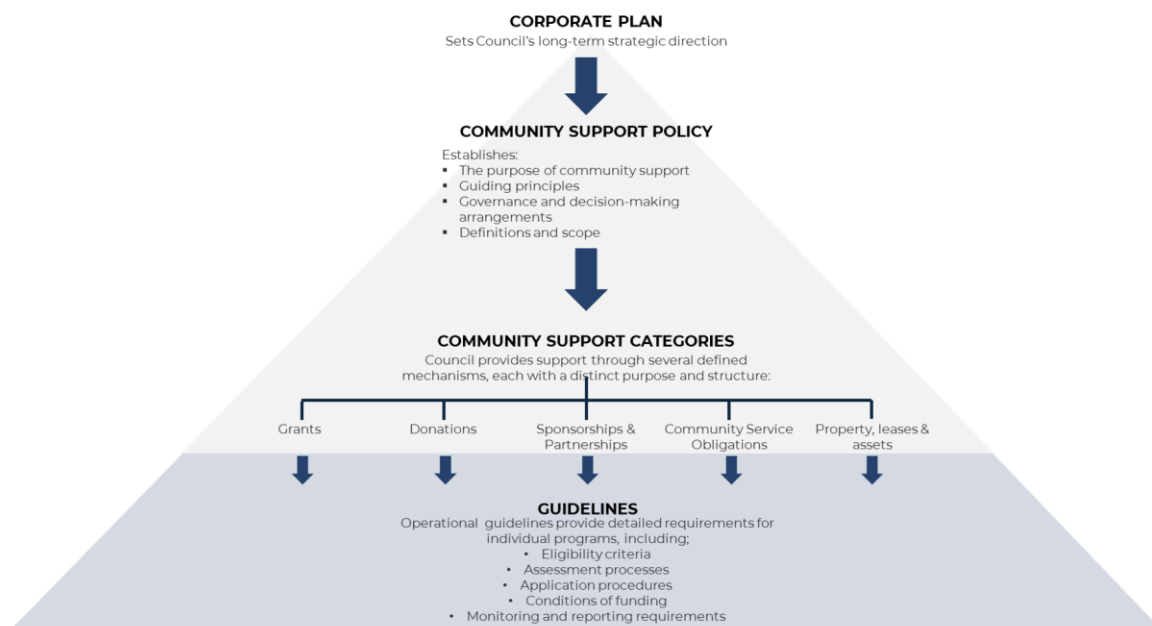 CORPORATE PLAN
Sets Council's long-term strategic direction
COMMUNITY SUPPORT POLICY
Establishes:
▪ The purpose of community support
▪ Guiding principles
▪ Governance and decision-making
arrangements
▪ Definitions and scope
COMMUNITY SUPPORT CATEGORIES
Council provides support through several defined
mechanisms, each with a distinct purpose and structure:
Grants
Donations
Sponsorships &
Partnerships
Community Service
Obligations
Property, leases &
assets
GUIDELINES
Operational guidelines provide detailed requirements for
individual programs, including;
• Eligibility criteria
• Assessment processes
• Application procedures
• Conditions of funding
• Monitoring and reporting requirements